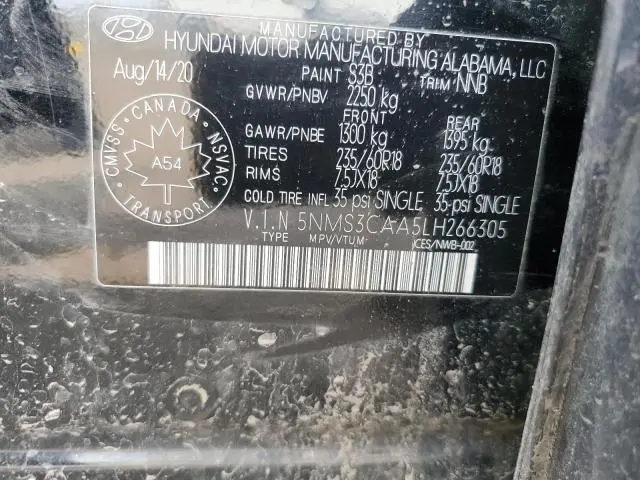 MANUFACTURED BY
HYUNDAI MOTOR MANUFACTURING ALABAMA, LLC
Aug/14/20
PAINT S3B TRIM NNB
GVWR/PNBV 2250 kg
FRONT REAR
GAWR/PNBE 1300 kg 1395 kg
TIRES 235/60R18 235/60R18
RIMS 7.5JX18 7.5JX18
COLD TIRE INFL 35 psi SINGLE 35 psi SINGLE
V.I.N 5NMS3CAA5LH266305
TYPE MPV/VTUM ICES/NWB-002
CMVSS · CANADA · NSVAC
A54
TRANSPORT